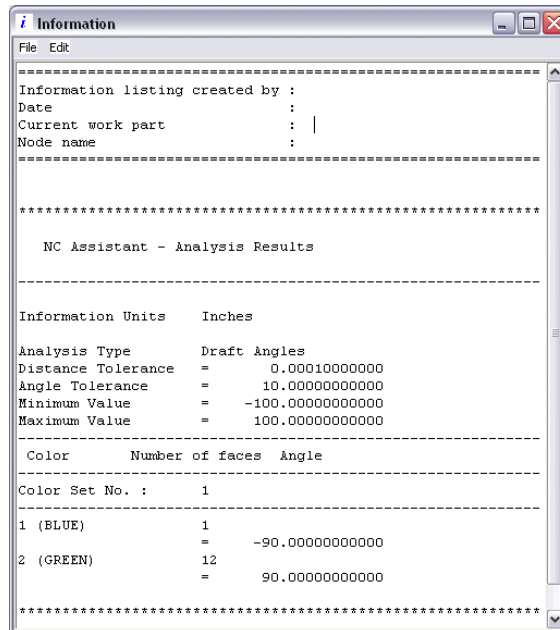 i Information
File Edit
============================================================
Information listing created by :
Date                           :
Current work part              :
Node name                      :
============================================================
************************************************************
NC Assistant - Analysis Results
------------------------------------------------------------
Information Units    Inches
Analysis Type        Draft Angles
Distance Tolerance   =       0.00010000000
Angle Tolerance      =      10.00000000000
Minimum Value        =    -100.00000000000
Maximum Value        =     100.00000000000
------------------------------------------------------------
Color       Number of faces  Angle
------------------------------------------------------------
Color Set No. :      1
------------------------------------------------------------
1 (BLUE)             1
=     -90.00000000000
2 (GREEN)            12
=      90.00000000000
************************************************************